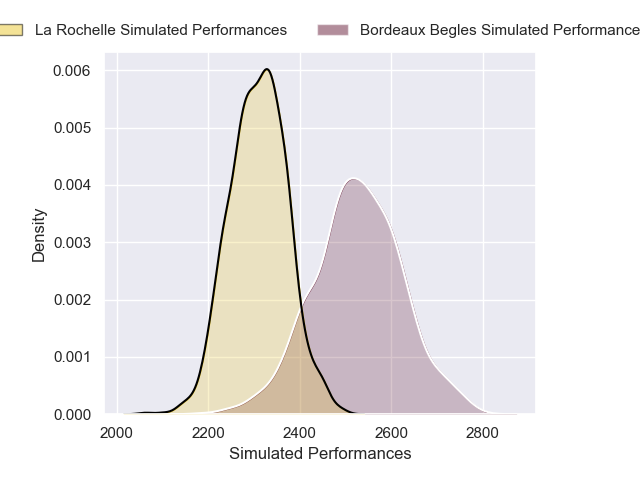 La Rochelle Simulated Performances
Bordeaux Begles Simulated Performance
0.006
0.005
0.004
0.003
0.002
0.001
0.000
Density
2000 2200 2400 2600 2800
Simulated Performances